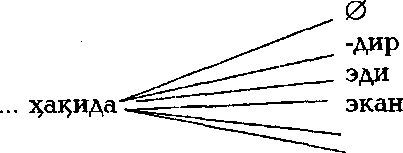 ∅
-дир
эди
... ҳақида
экан